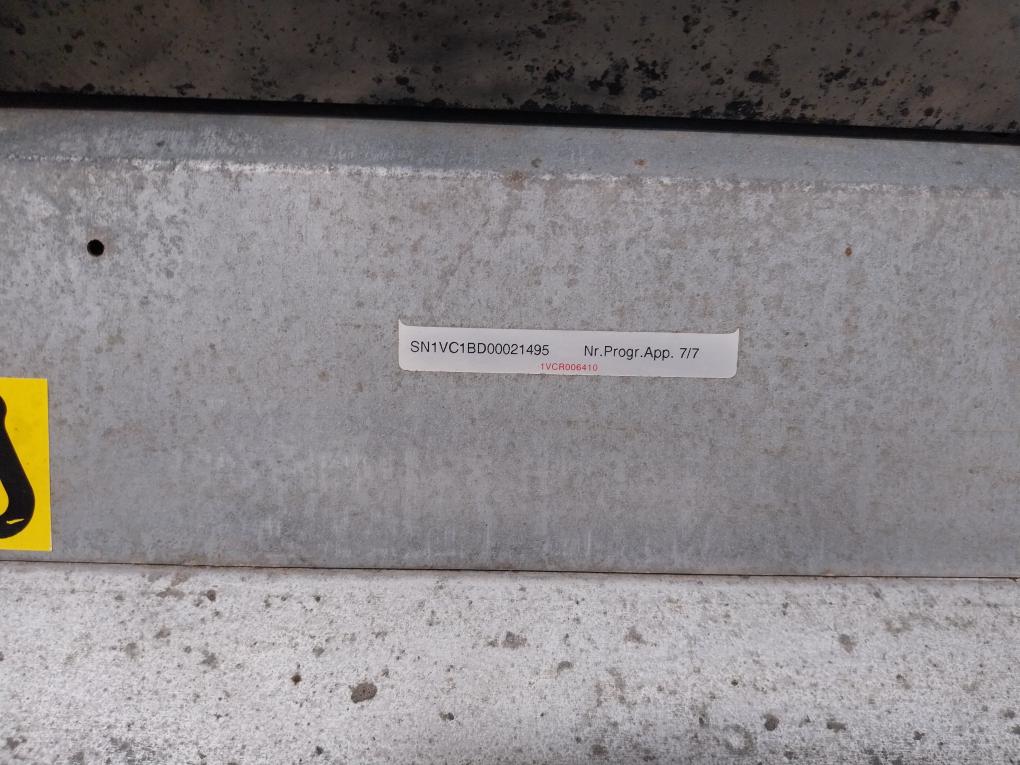 SN1VC1BD00021495 Nr.Progr.App. 7/7
1VCR006410